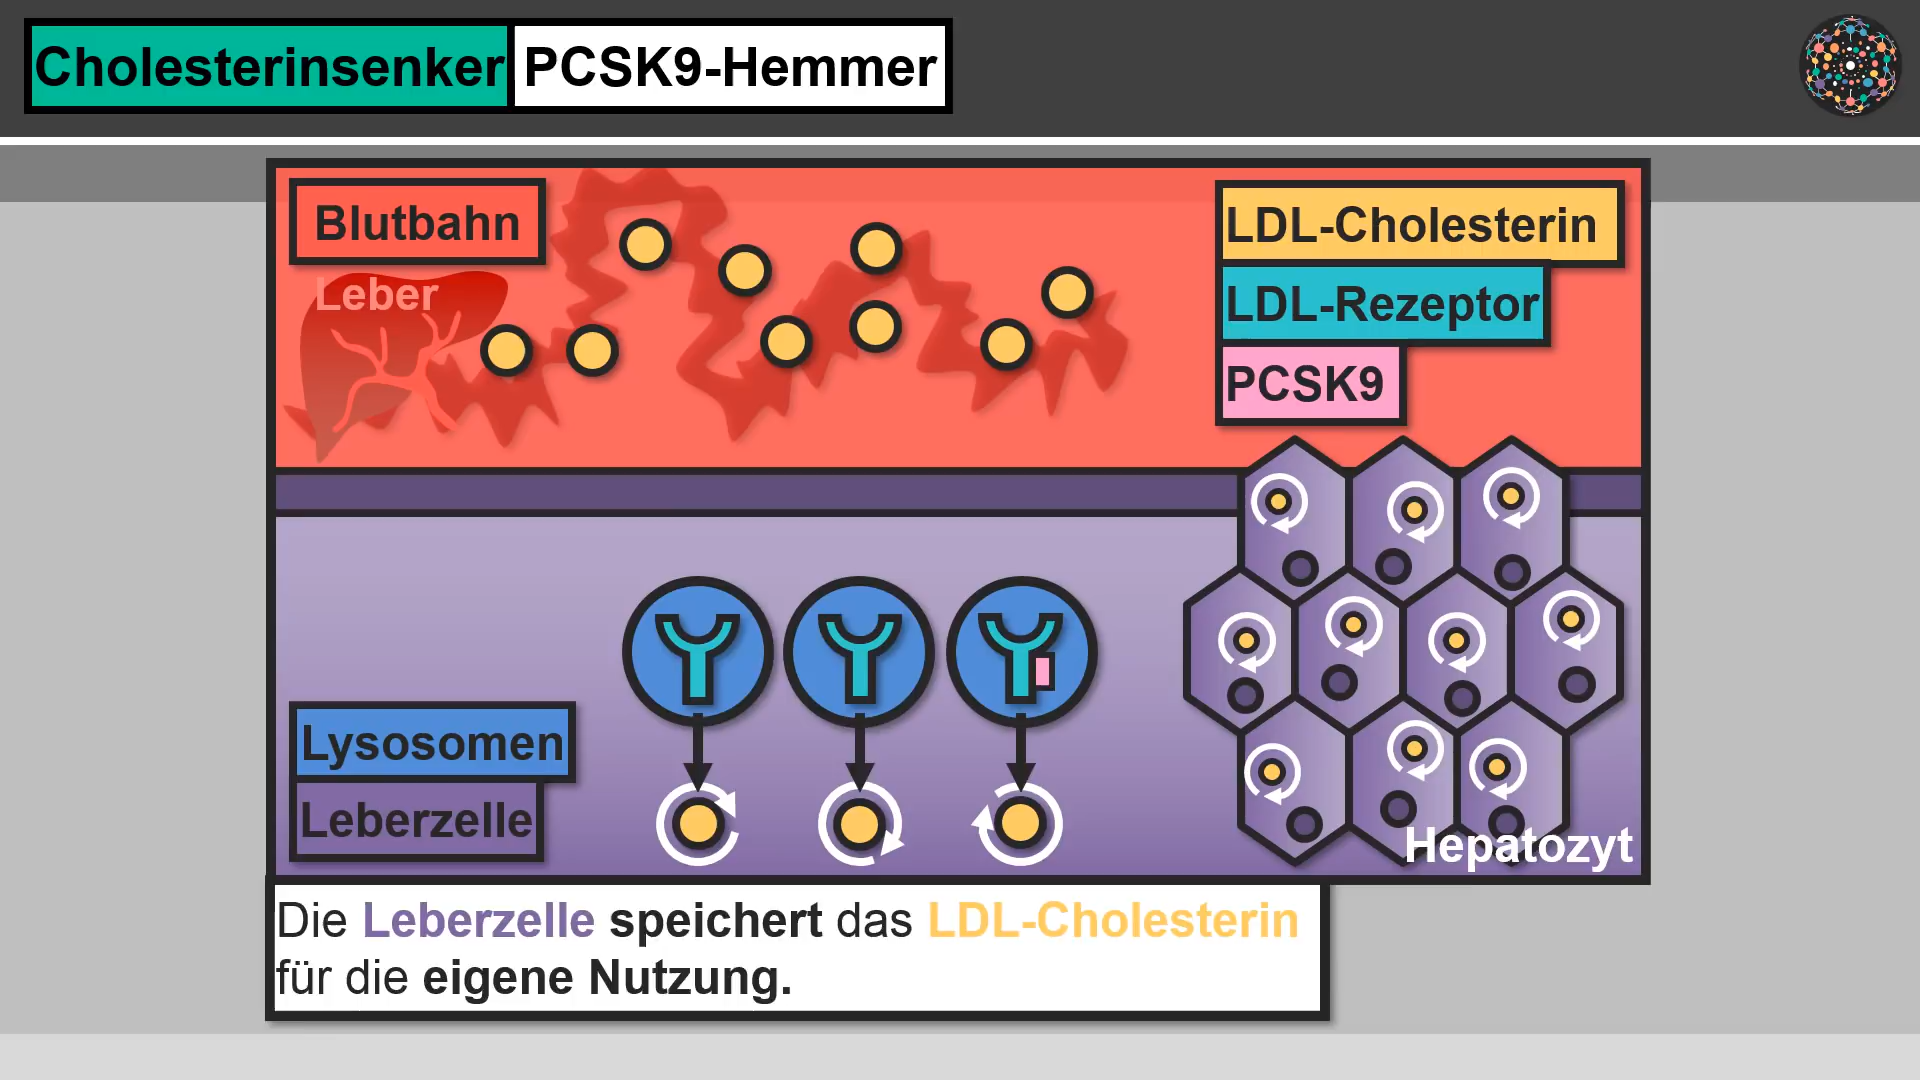 Cholesterinsenker PCSK9-Hemmer
Blutbahn
Leber
LDL-Cholesterin
LDL-Rezeptor
PCSK9
Lysosomen
Leberzelle
Hepatozyt
Die Leberzelle speichert das LDL-Cholesterin
für die eigene Nutzung.